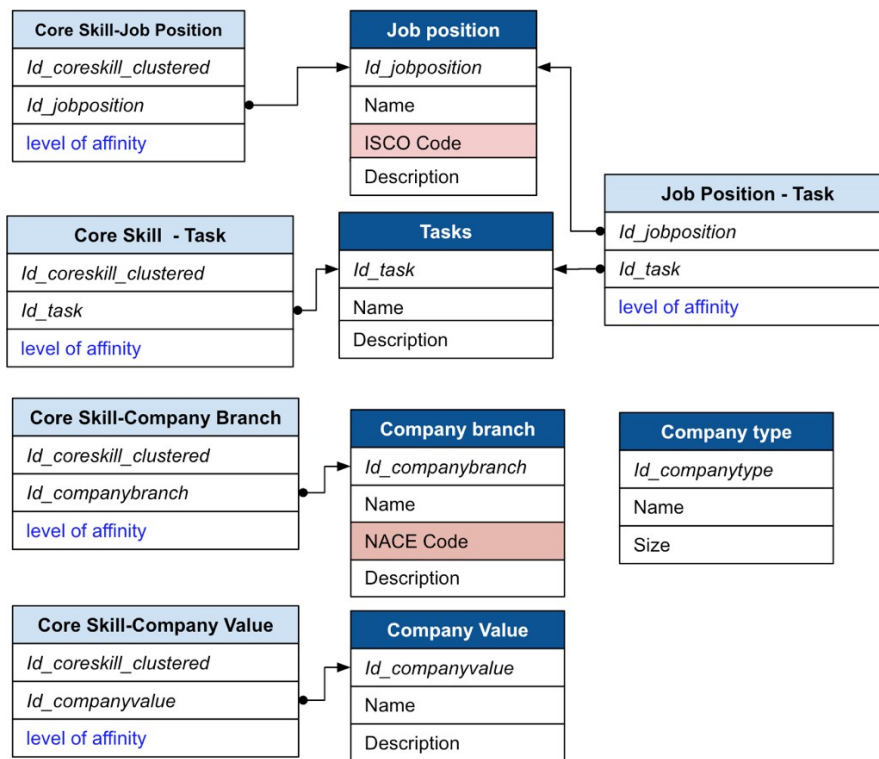 Core Skill-Job Position
Id_coreskill_clustered
Id_jobposition
level of affinity
Job position
Id_jobposition
Name
ISCO Code
Description
Job Position - Task
Id_jobposition
Id_task
level of affinity
Core Skill  - Task
Id_coreskill_clustered
Id_task
level of affinity
Tasks
Id_task
Name
Description
Core Skill-Company Branch
Id_coreskill_clustered
Id_companybranch
level of affinity
Company branch
Id_companybranch
Name
NACE Code
Description
Company type
Id_companytype
Name
Size
Core Skill-Company Value
Id_coreskill_clustered
Id_companyvalue
level of affinity
Company Value
Id_companyvalue
Name
Description